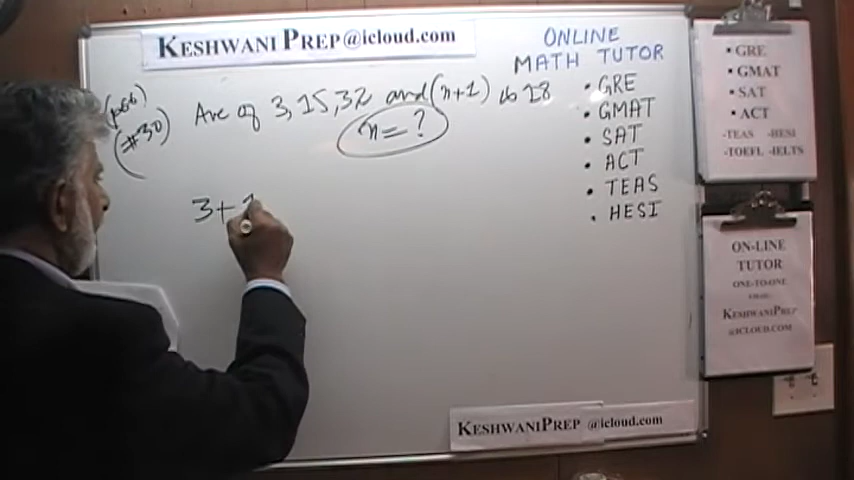 KESHWANI PREP@icloud.com
(p66)
(#30)
Ave of 3, 15, 32 and (n+1) is 18
n = ?
3+1
ONLINE
MATH TUTOR
• GRE
• GMAT
• SAT
• ACT
• TEAS
• HESI
▪ GRE
▪ GMAT
▪ SAT
▪ ACT
-TEAS -HESI
-TOEFL -IELTS
ON-LINE
TUTOR
ONE-TO-ONE
KESHWANIPREP
@ICLOUD.COM
KESHWANIPREP @icloud.com